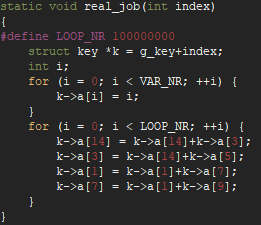 static void real_job(int index)
{
#define LOOP_NR 100000000
    struct key *k = g_key+index;
    int i;
    for (i = 0; i < VAR_NR; ++i) {
        k->a[i] = i;
    }
    for (i = 0; i < LOOP_NR; ++i) {
        k->a[14] = k->a[14]+k->a[3];
        k->a[3] = k->a[14]+k->a[5];
        k->a[1] = k->a[1]+k->a[7];
        k->a[7] = k->a[1]+k->a[9];
    }
}